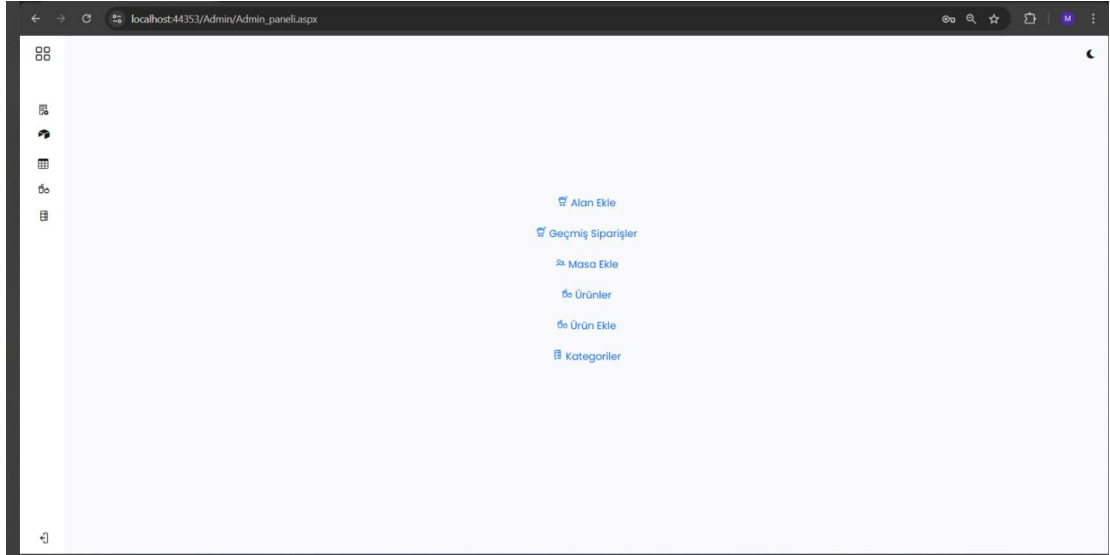 localhost:44353/Admin/Admin_paneli.aspx
M
Alan Ekle
Geçmiş Siparişler
Masa Ekle
Ürünler
Ürün Ekle
Kategoriler